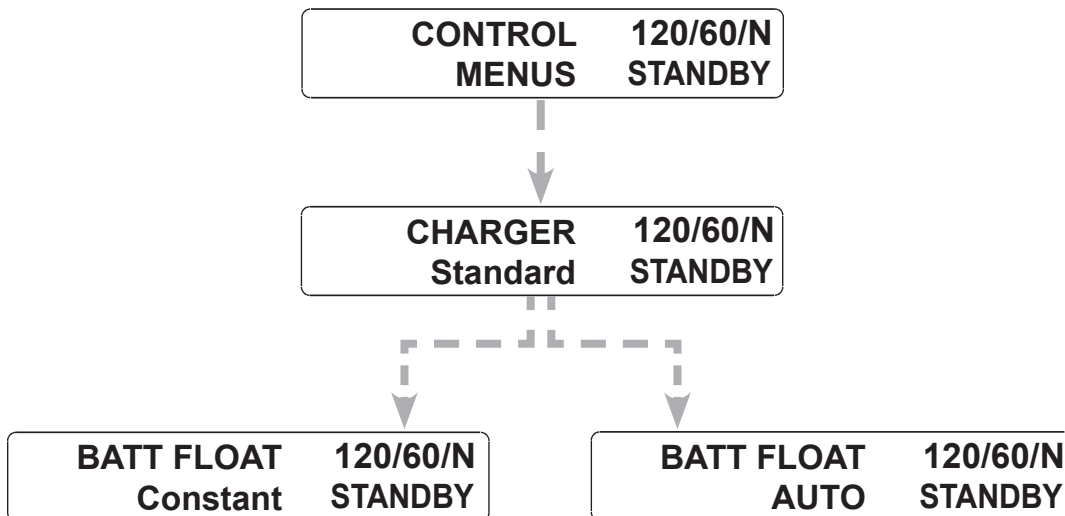 CONTROL 120/60/N
MENUS STANDBY
CHARGER 120/60/N
Standard STANDBY
BATT FLOAT 120/60/N
Constant STANDBY
BATT FLOAT 120/60/N
AUTO STANDBY